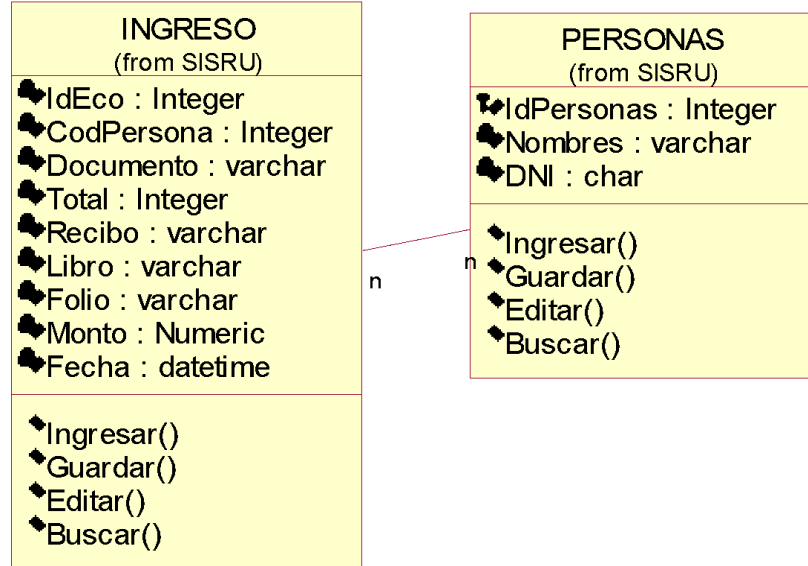 INGRESO
(from SISRU)
IdEco : Integer
CodPersona : Integer
Documento : varchar
Total : Integer
Recibo : varchar
Libro : varchar
Folio : varchar
Monto : Numeric
Fecha : datetime
Ingresar()
Guardar()
Editar()
Buscar()
n
n
PERSONAS
(from SISRU)
IdPersonas : Integer
Nombres : varchar
DNI : char
Ingresar()
Guardar()
Editar()
Buscar()